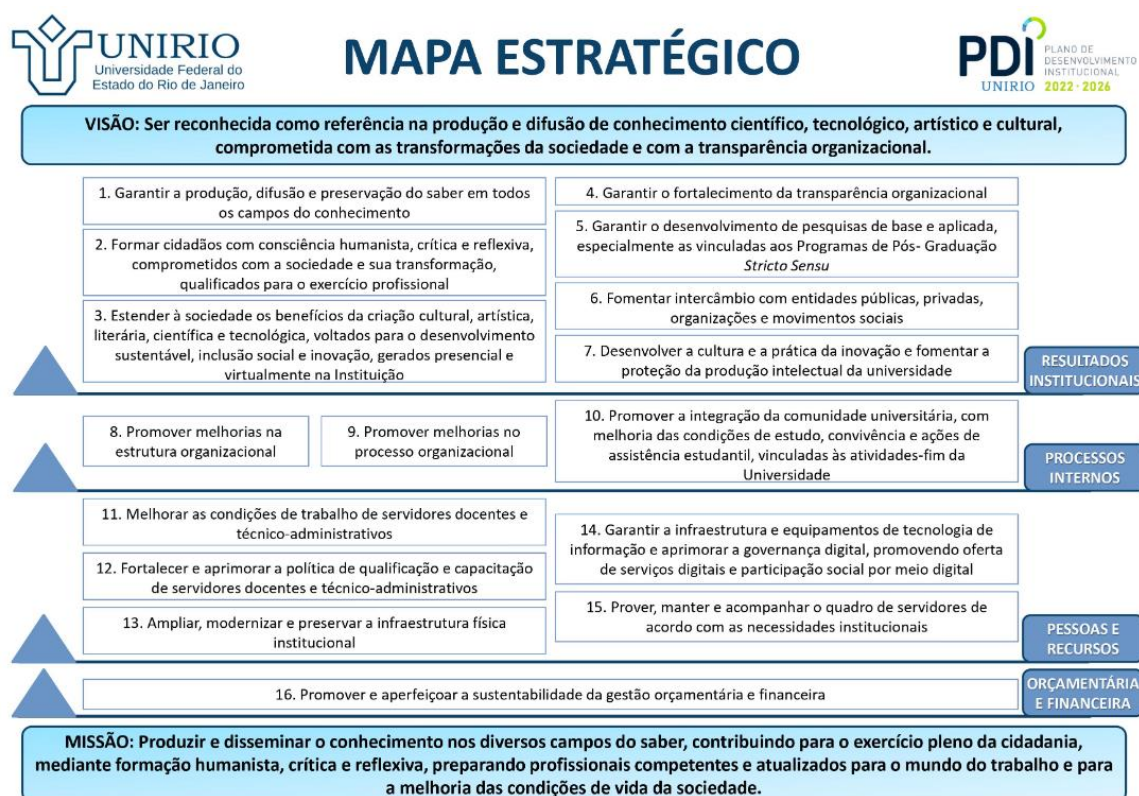 UNIRIO
Universidade Federal do
Estado do Rio de Janeiro
MAPA ESTRATÉGICO
PDI
UNIRIO
PLANO DE
DESENVOLVIMENTO
INSTITUCIONAL
2022-2026
VISÃO: Ser reconhecida como referência na produção e difusão de conhecimento científico, tecnológico, artístico e cultural,
comprometida com as transformações da sociedade e com a transparência organizacional.
1. Garantir a produção, difusão e preservação do saber em todos
os campos do conhecimento
2. Formar cidadãos com consciência humanista, crítica e reflexiva,
comprometidos com a sociedade e sua transformação,
qualificados para o exercício profissional
3. Estender à sociedade os benefícios da criação cultural, artística,
literária, científica e tecnológica, voltados para o desenvolvimento
sustentável, inclusão social e inovação, gerados presencial e
virtualmente na Instituição
4. Garantir o fortalecimento da transparência organizacional
5. Garantir o desenvolvimento de pesquisas de base e aplicada,
especialmente as vinculadas aos Programas de Pós- Graduação
Stricto Sensu
6. Fomentar intercâmbio com entidades públicas, privadas,
organizações e movimentos sociais
7. Desenvolver a cultura e a prática da inovação e fomentar a
proteção da produção intelectual da universidade
RESULTADOS
INSTITUCIONAIS
8. Promover melhorias na
estrutura organizacional
9. Promover melhorias no
processo organizacional
10. Promover a integração da comunidade universitária, com
melhoria das condições de estudo, convivência e ações de
assistência estudantil, vinculadas às atividades-fim da
Universidade
PROCESSOS
INTERNOS
11. Melhorar as condições de trabalho de servidores docentes e
técnico-administrativos
12. Fortalecer e aprimorar a política de qualificação e capacitação
de servidores docentes e técnico-administrativos
13. Ampliar, modernizar e preservar a infraestrutura física
institucional
14. Garantir a infraestrutura e equipamentos de tecnologia de
informação e aprimorar a governança digital, promovendo oferta
de serviços digitais e participação social por meio digital
15. Prover, manter e acompanhar o quadro de servidores de
acordo com as necessidades institucionais
PESSOAS E
RECURSOS
16. Promover e aperfeiçoar a sustentabilidade da gestão orçamentária e financeira
ORÇAMENTÁRIA
E FINANCEIRA
MISSÃO: Produzir e disseminar o conhecimento nos diversos campos do saber, contribuindo para o exercício pleno da cidadania,
mediante formação humanista, crítica e reflexiva, preparando profissionais competentes e atualizados para o mundo do trabalho e para
a melhoria das condições de vida da sociedade.